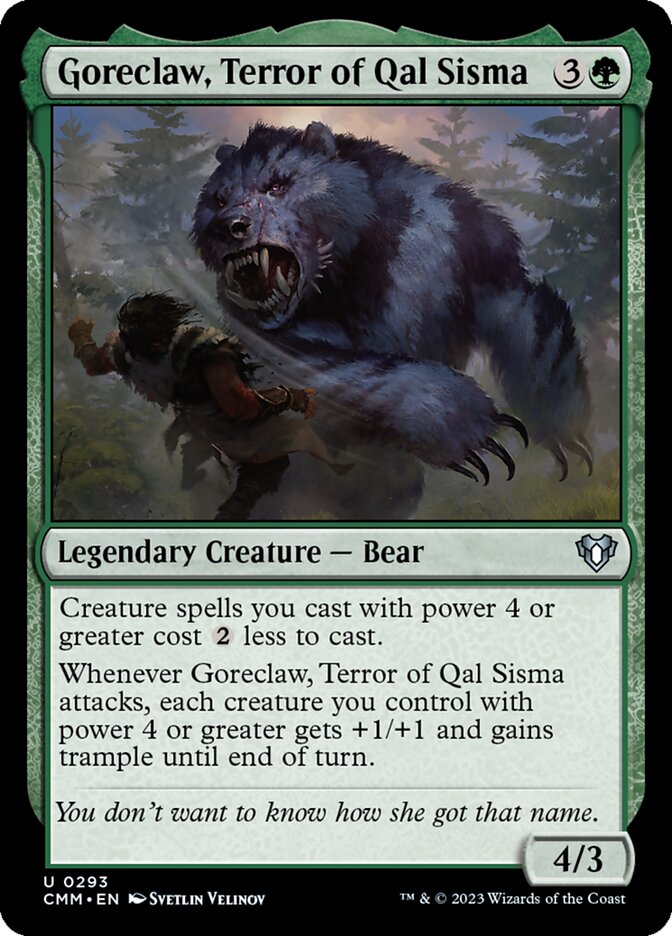 Goreclaw, Terror of Qal Sisma 3
Legendary Creature — Bear
Creature spells you cast with power 4 or
greater cost 2 less to cast.
Whenever Goreclaw, Terror of Qal Sisma
attacks, each creature you control with
power 4 or greater gets +1/+1 and gains
trample until end of turn.
You don't want to know how she got that name.
4/3
U 0293
CMM • EN Svetlin Velinov
™ & © 2023 Wizards of the Coast